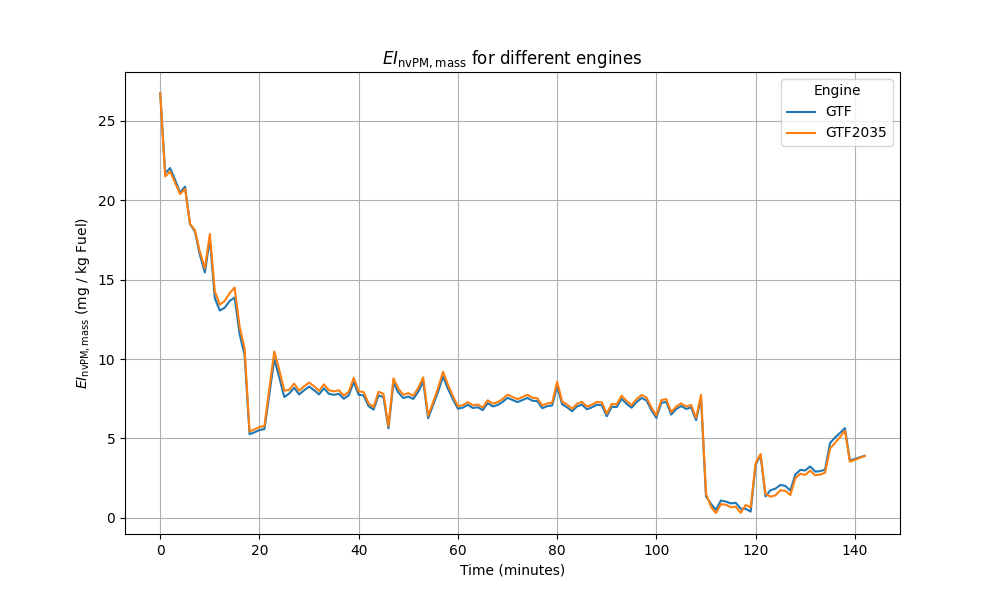 EI_nvPM, mass for different engines
Engine
GTF
GTF2035
EI_nvPM, mass (mg / kg Fuel)
25
20
15
10
5
0
0 20 40 60 80 100 120 140
Time (minutes)